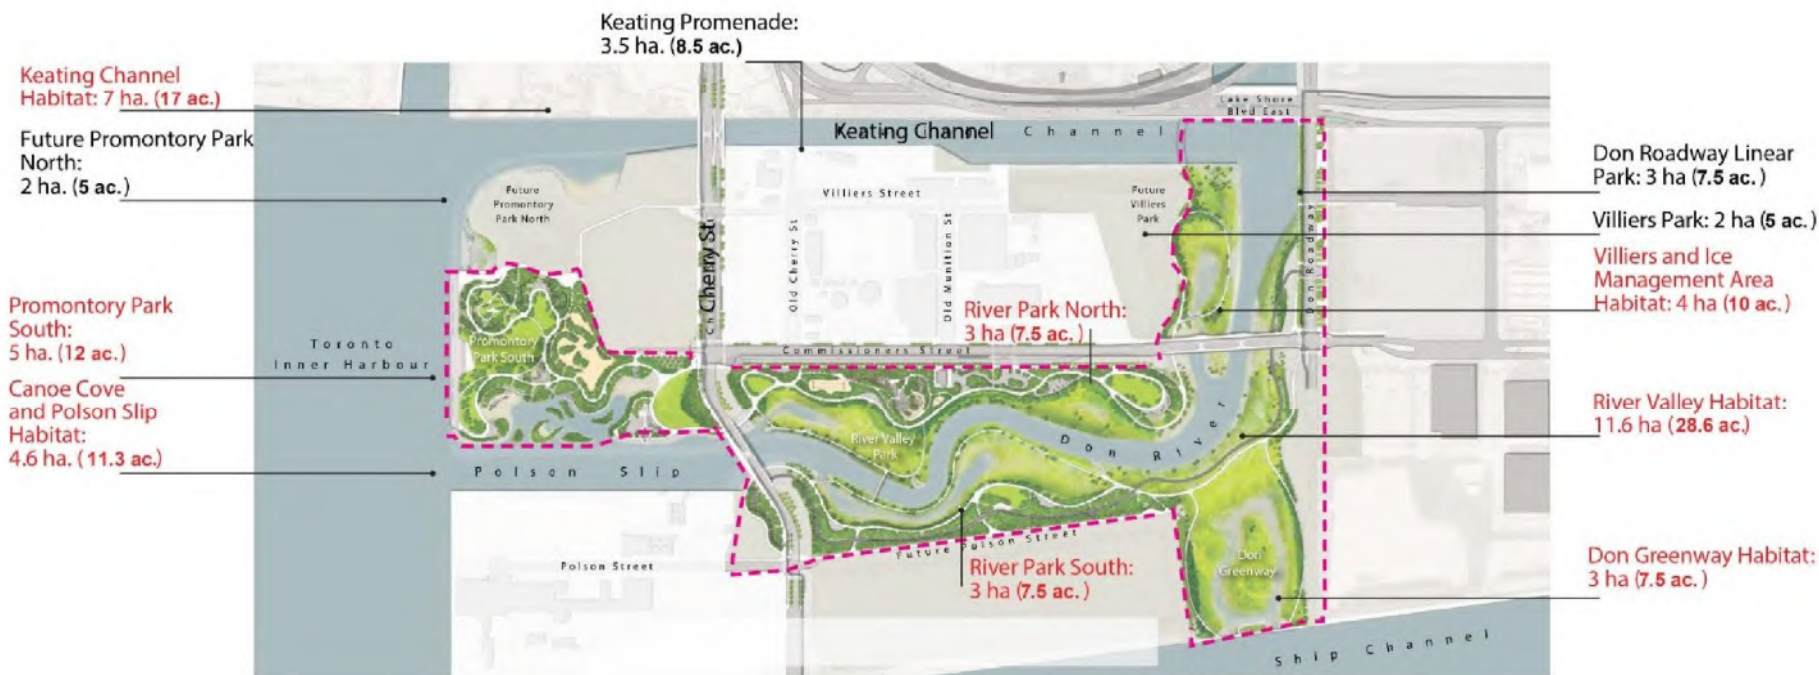 Keating Promenade:
3.5 ha. (8.5 ac.)
Keating Channel
Habitat: 7 ha. (17 ac.)
Future Promontory Park
North:
2 ha. (5 ac.)
Promontory Park
South:
5 ha. (12 ac.)
Canoe Cove
and Polson Slip
Habitat:
4.6 ha. ( 11.3 ac.)
Lake Shore
Blvd East
Keating Channel
Channel
Future
Promontory
Park North
Villiers Street
Future
Villiers
Park
Cherry St
Old Cherry St
Old Munition St
Don Roadway
Toronto
Inner Harbour
Promontory
Park South
River Park North:
3 ha (7.5 ac. )
Commissioners Street
River Valley
Park
Don River
Polson Slip
Polson Street
Future Polson Street
River Park South:
3 ha (7.5 ac. )
Don
Greenway
Ship Channel
Don Roadway Linear
Park: 3 ha (7.5 ac. )
Villiers Park: 2 ha (5 ac.)
Villiers and Ice
Management Area
Habitat: 4 ha (10 ac.)
River Valley Habitat:
11.6 ha (28.6 ac.)
Don Greenway Habitat:
3 ha (7.5 ac. )